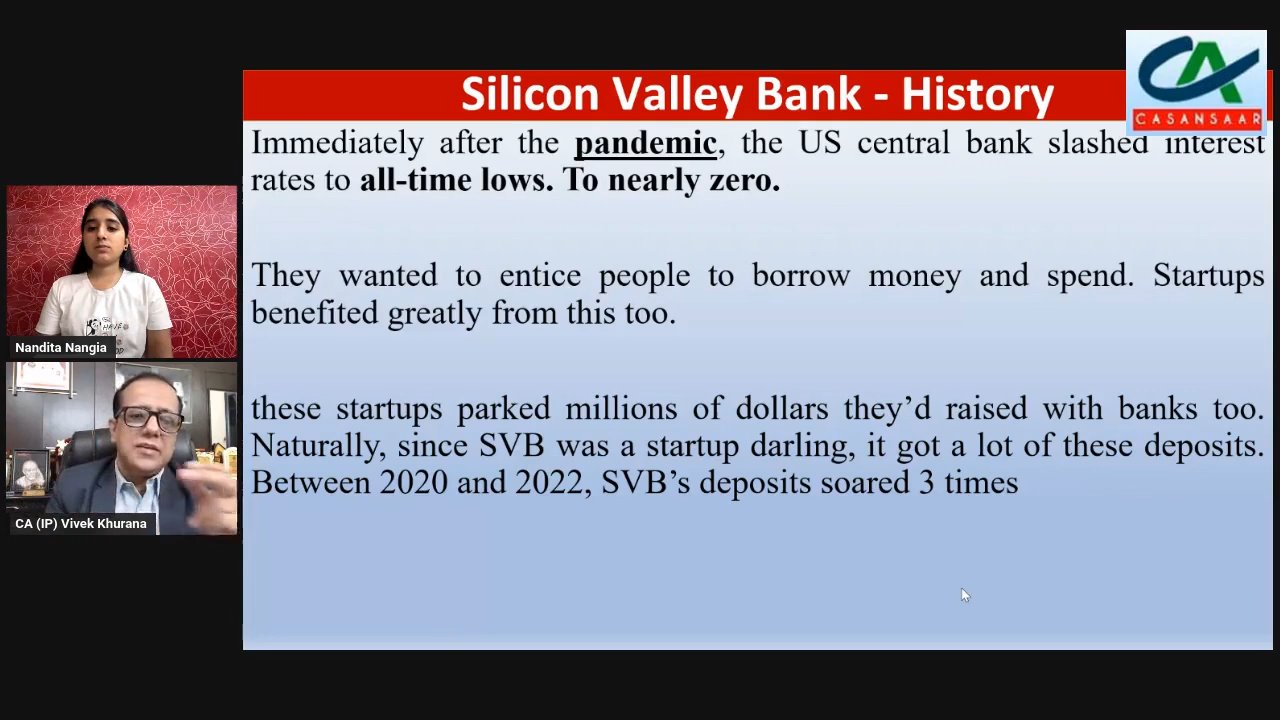 Silicon Valley Bank - History
CA
CASANSAAR
Immediately after the pandemic, the US central bank slashed interest
rates to all-time lows. To nearly zero.
They wanted to entice people to borrow money and spend. Startups
benefited greatly from this too.
these startups parked millions of dollars they’d raised with banks too.
Naturally, since SVB was a startup darling, it got a lot of these deposits.
Between 2020 and 2022, SVB’s deposits soared 3 times
Nandita Nangia
CA (IP) Vivek Khurana